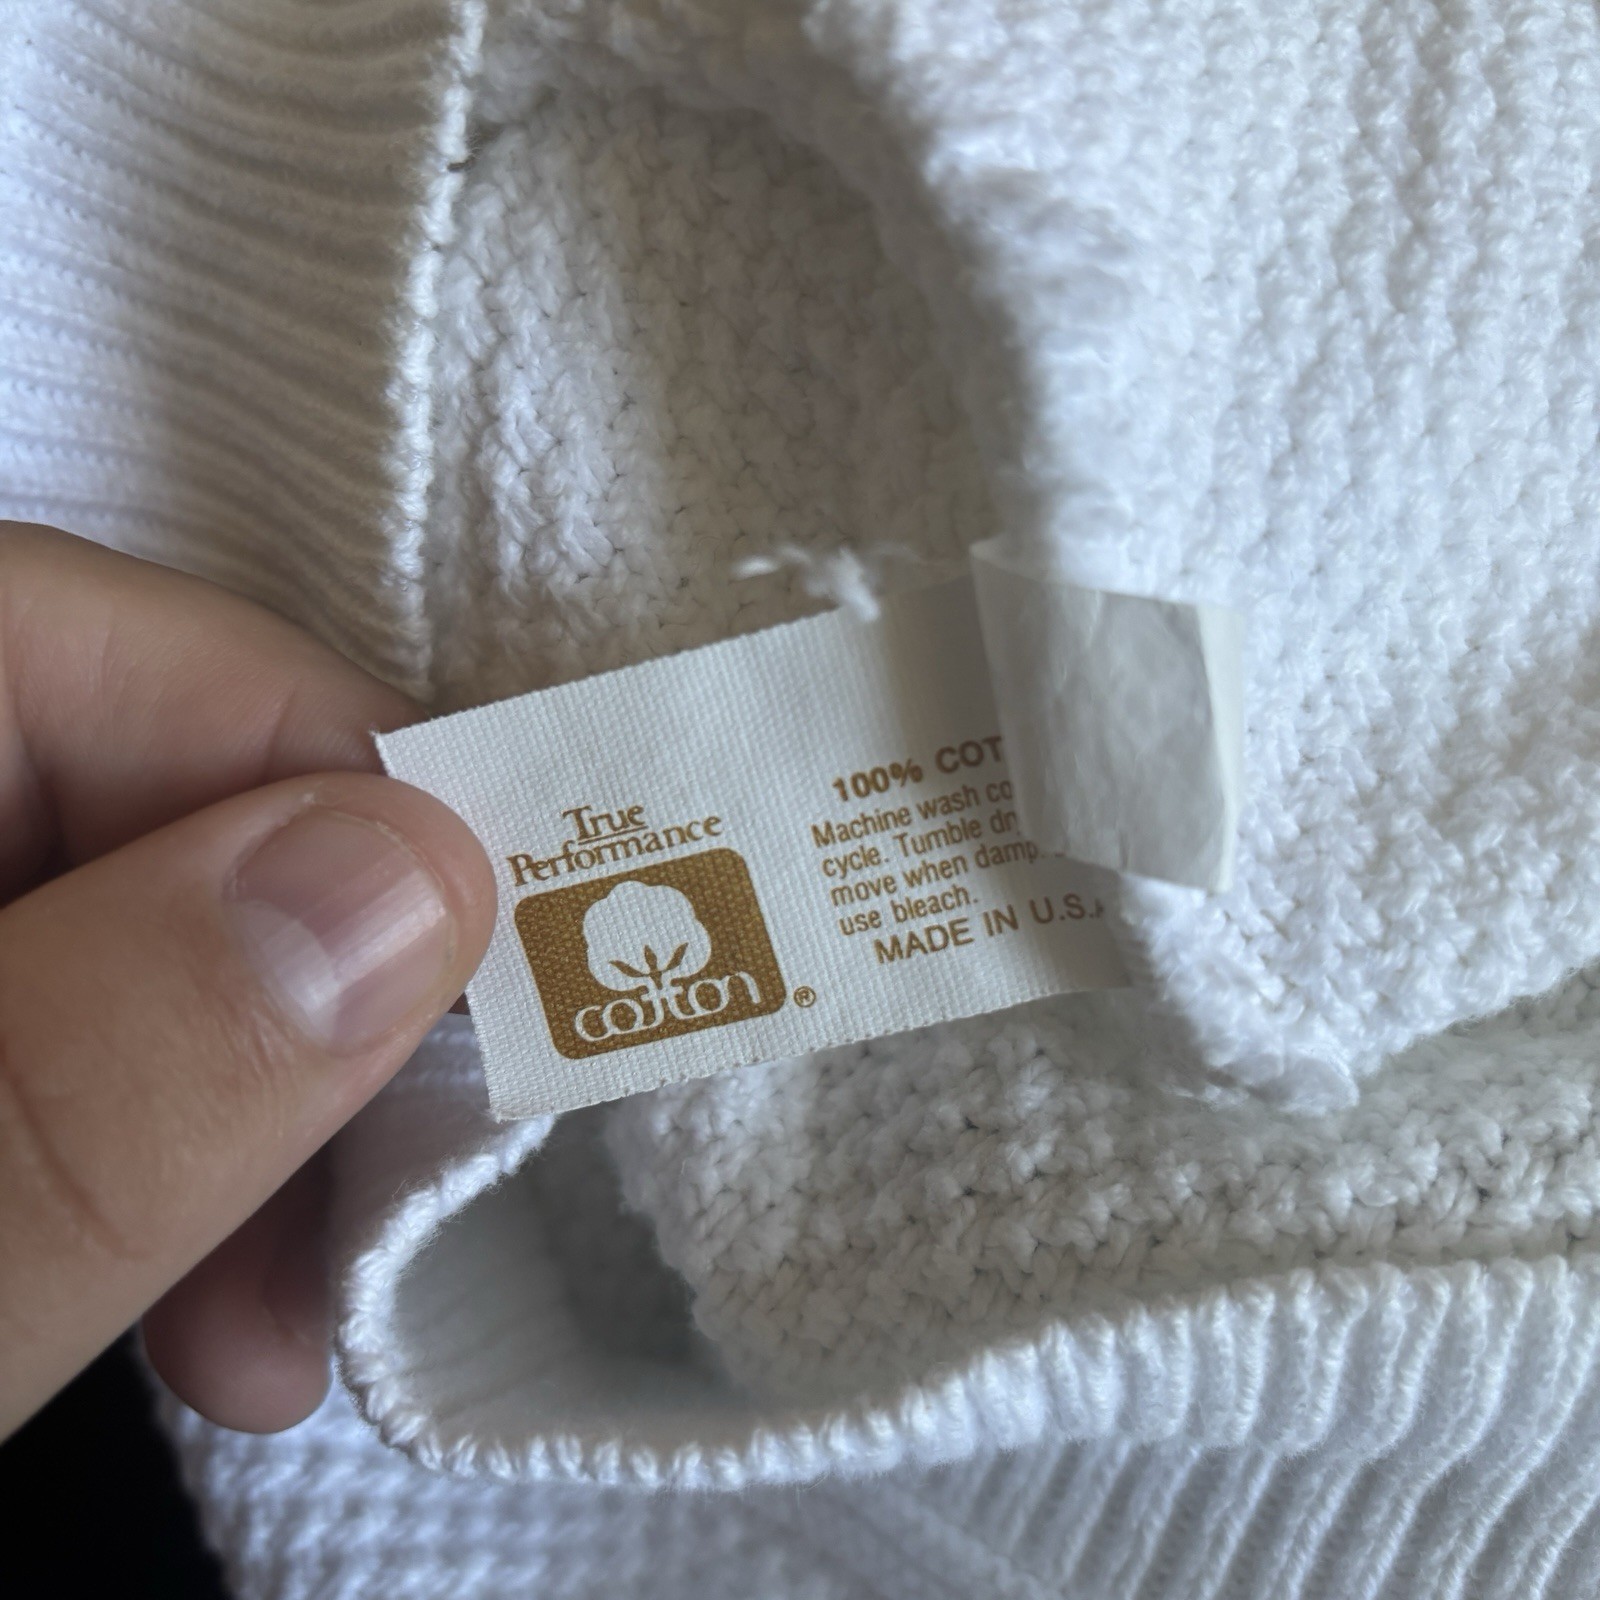 True
Performance
cotton ®
100% COT
Machine wash co
cycle. Tumble dr
move when damp.
use bleach.
MADE IN U.S.A